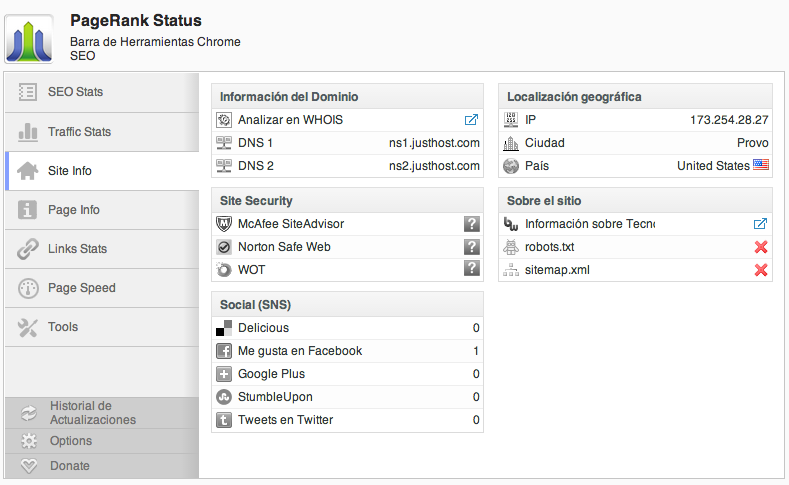 PageRank Status
Barra de Herramientas Chrome
SEO
SEO Stats
Traffic Stats
Site Info
Page Info
Links Stats
Page Speed
Tools
Historial de
Actualizaciones
Options
Donate
Información del Dominio
Analizar en WHOIS
DNS 1 ns1.justhost.com
DNS 2 ns2.justhost.com
Site Security
McAfee SiteAdvisor ?
Norton Safe Web ?
WOT ?
Social (SNS)
Delicious 0
Me gusta en Facebook 1
Google Plus 0
StumbleUpon 0
Tweets en Twitter 0
Localización geográfica
IP 173.254.28.27
Ciudad Provo
País United States
Sobre el sitio
Información sobre Tecno
robots.txt
sitemap.xml